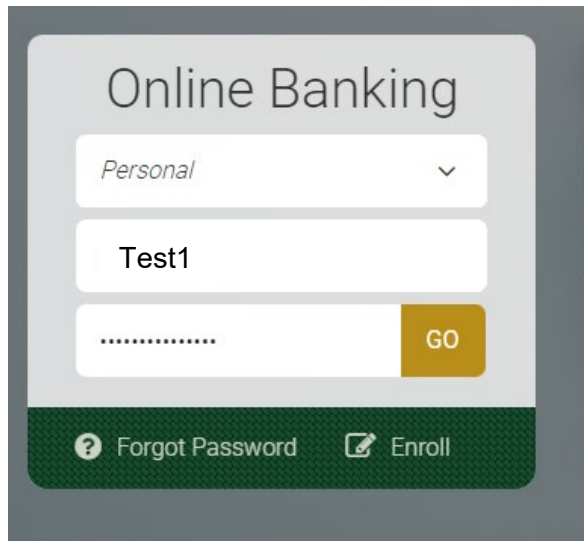 Online Banking
Personal
Test1
...............
GO
Forgot Password Enroll